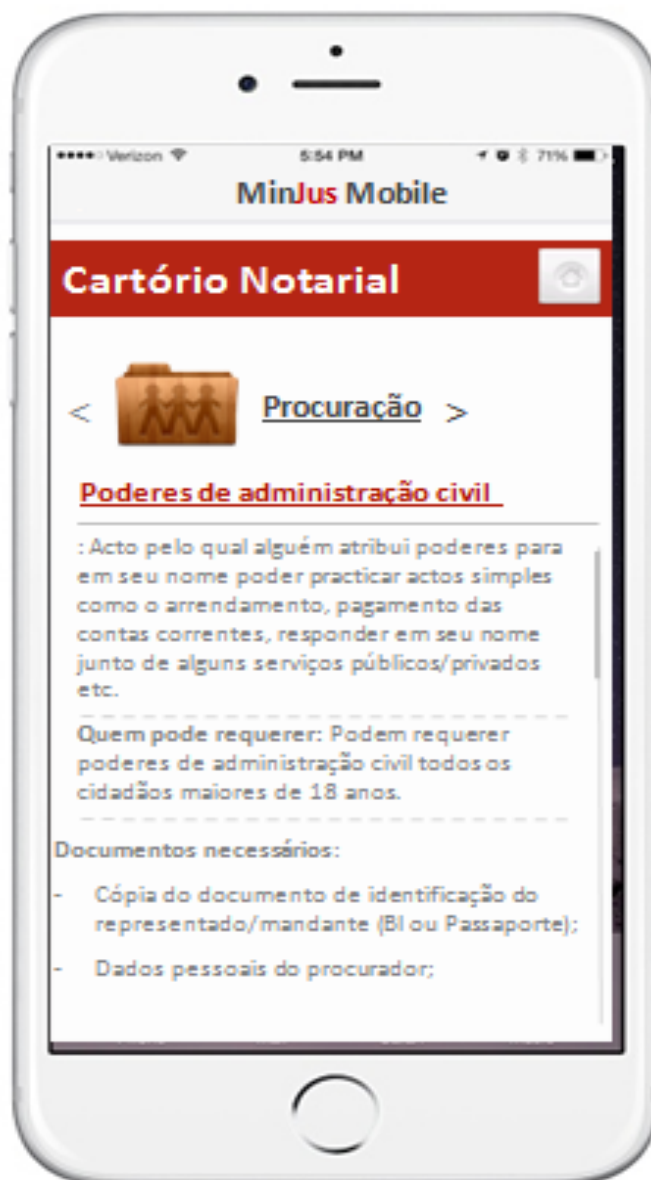 Verizon 5:54 PM 71%
MinJus Mobile
Cartório Notarial
< Procuração >
Poderes de administração civil
: Acto pelo qual alguém atribui poderes para
em seu nome poder practicar actos simples
como o arrendamento, pagamento das
contas correntes, responder em seu nome
junto de alguns serviços públicos/privados
etc.
Quem pode requerer: Podem requerer
poderes de administração civil todos os
cidadãos maiores de 18 anos.
Documentos necessários:
- Cópia do documento de identificação do
representado/mandante (BI ou Passaporte);
- Dados pessoais do procurador;